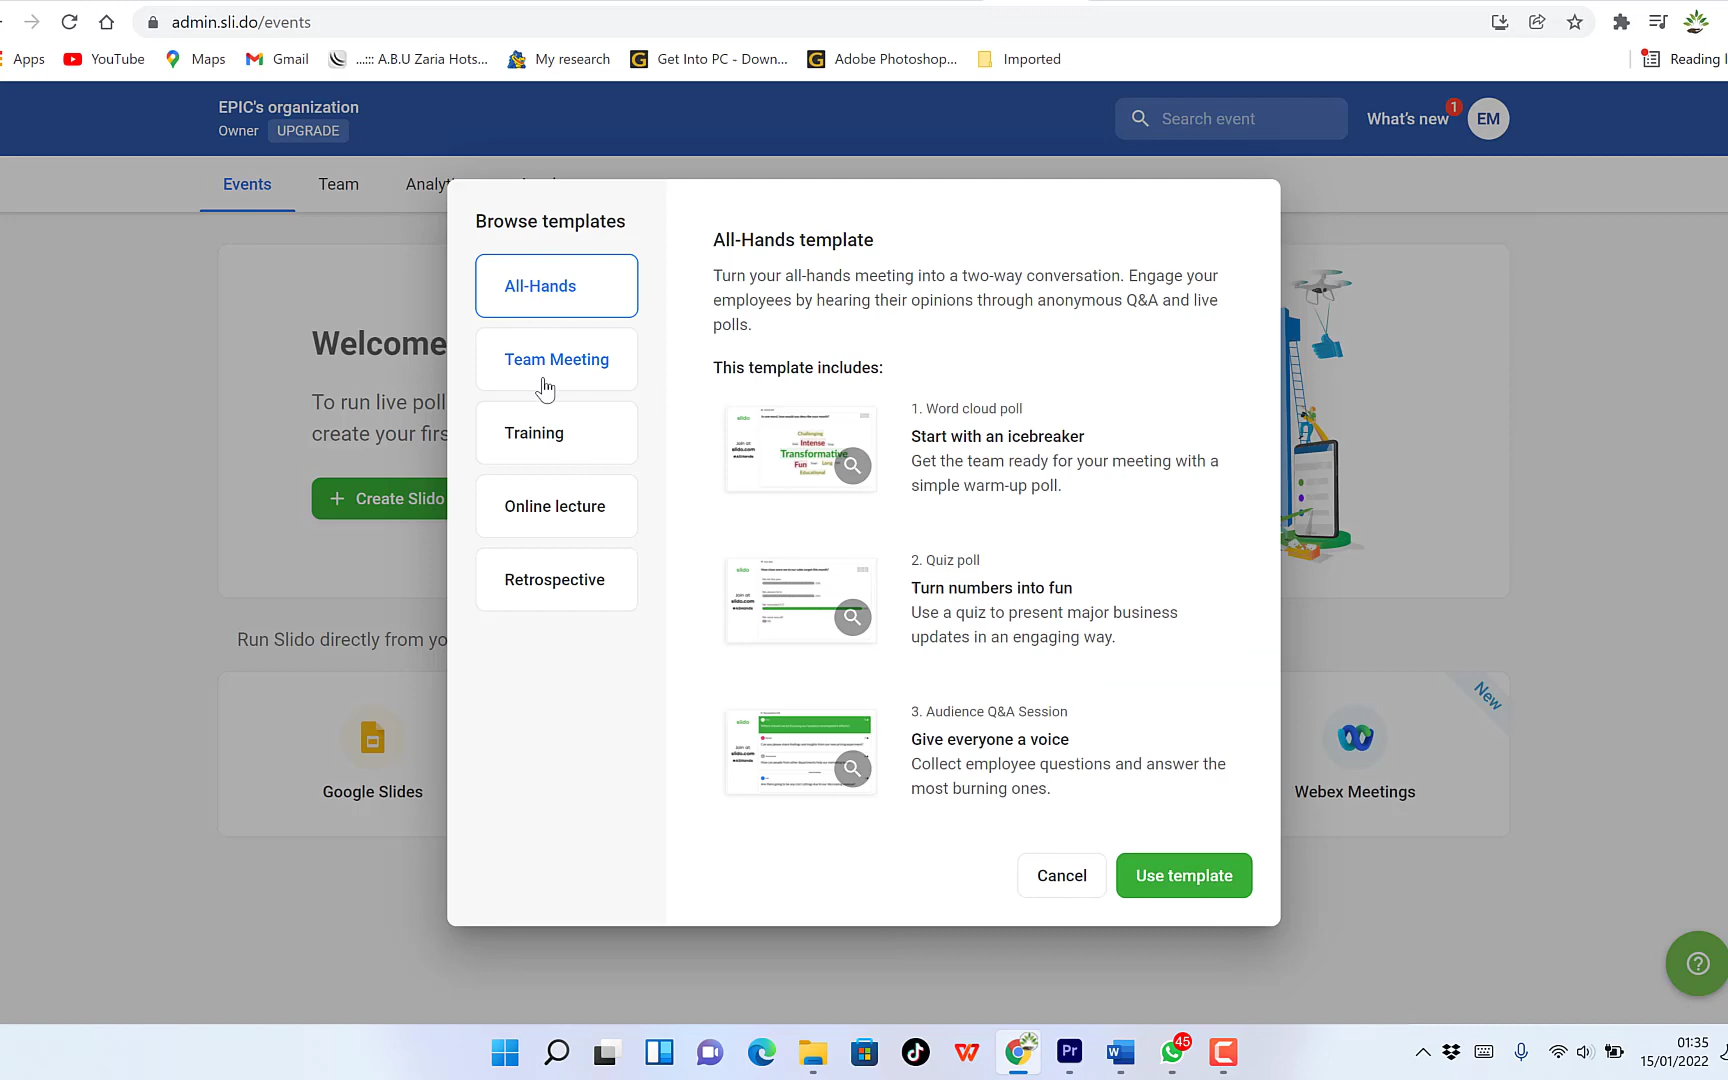 admin.sli.do/events
Apps
YouTube
Maps
Gmail
...::: A.B.U Zaria Hots...
My research
Get Into PC - Down...
Adobe Photoshop...
Imported
Reading l
EPIC's organization
Owner
UPGRADE
Search event
What's new
1
EM
Events
Team
Browse templates
All-Hands
Team Meeting
Training
Online lecture
Retrospective
All-Hands template
Turn your all-hands meeting into a two-way conversation. Engage your
employees by hearing their opinions through anonymous Q&A and live
polls.
This template includes:
1. Word cloud poll
Start with an icebreaker
Get the team ready for your meeting with a
simple warm-up poll.
2. Quiz poll
Turn numbers into fun
Use a quiz to present major business
updates in an engaging way.
3. Audience Q&A Session
Give everyone a voice
Collect employee questions and answer the
most burning ones.
Cancel
Use template
Welcome
To run live poll
create your firs
+ Create Slido
Run Slido directly from yo
Google Slides
New
Webex Meetings
45
01:35
15/01/2022